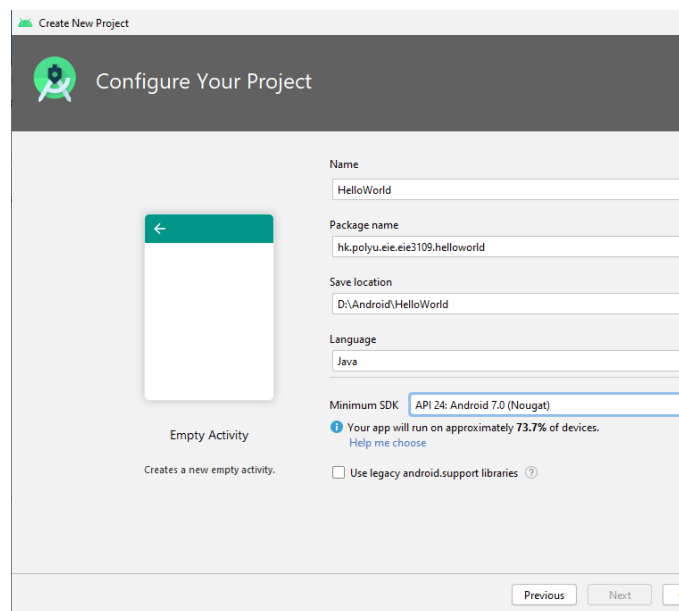 Create New Project
Configure Your Project
Name
HelloWorld
Package name
hk.polyu.eie.eie3109.helloworld
Save location
D:\Android\HelloWorld
Language
Java
Minimum SDK API 24: Android 7.0 (Nougat)
Your app will run on approximately 73.7% of devices.
Help me choose
Use legacy android.support libraries ?
Empty Activity
Creates a new empty activity.
Previous Next